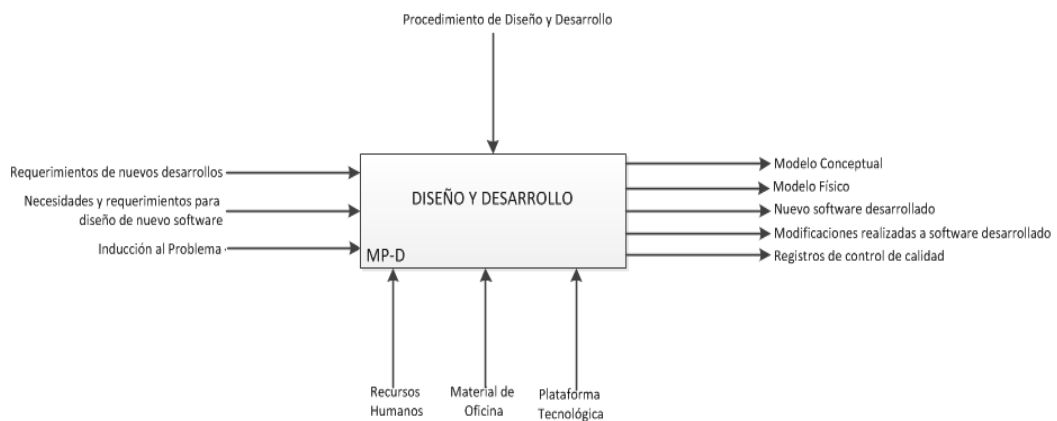 Procedimiento de Diseño y Desarrollo
Requerimientos de nuevos desarrollos
Necesidades y requerimientos para
diseño de nuevo software
Inducción al Problema
DISEÑO Y DESARROLLO
MP-D
Modelo Conceptual
Modelo Físico
Nuevo software desarrollado
Modificaciones realizadas a software desarrollado
Registros de control de calidad
Recursos
Humanos
Material de
Oficina
Plataforma
Tecnológica